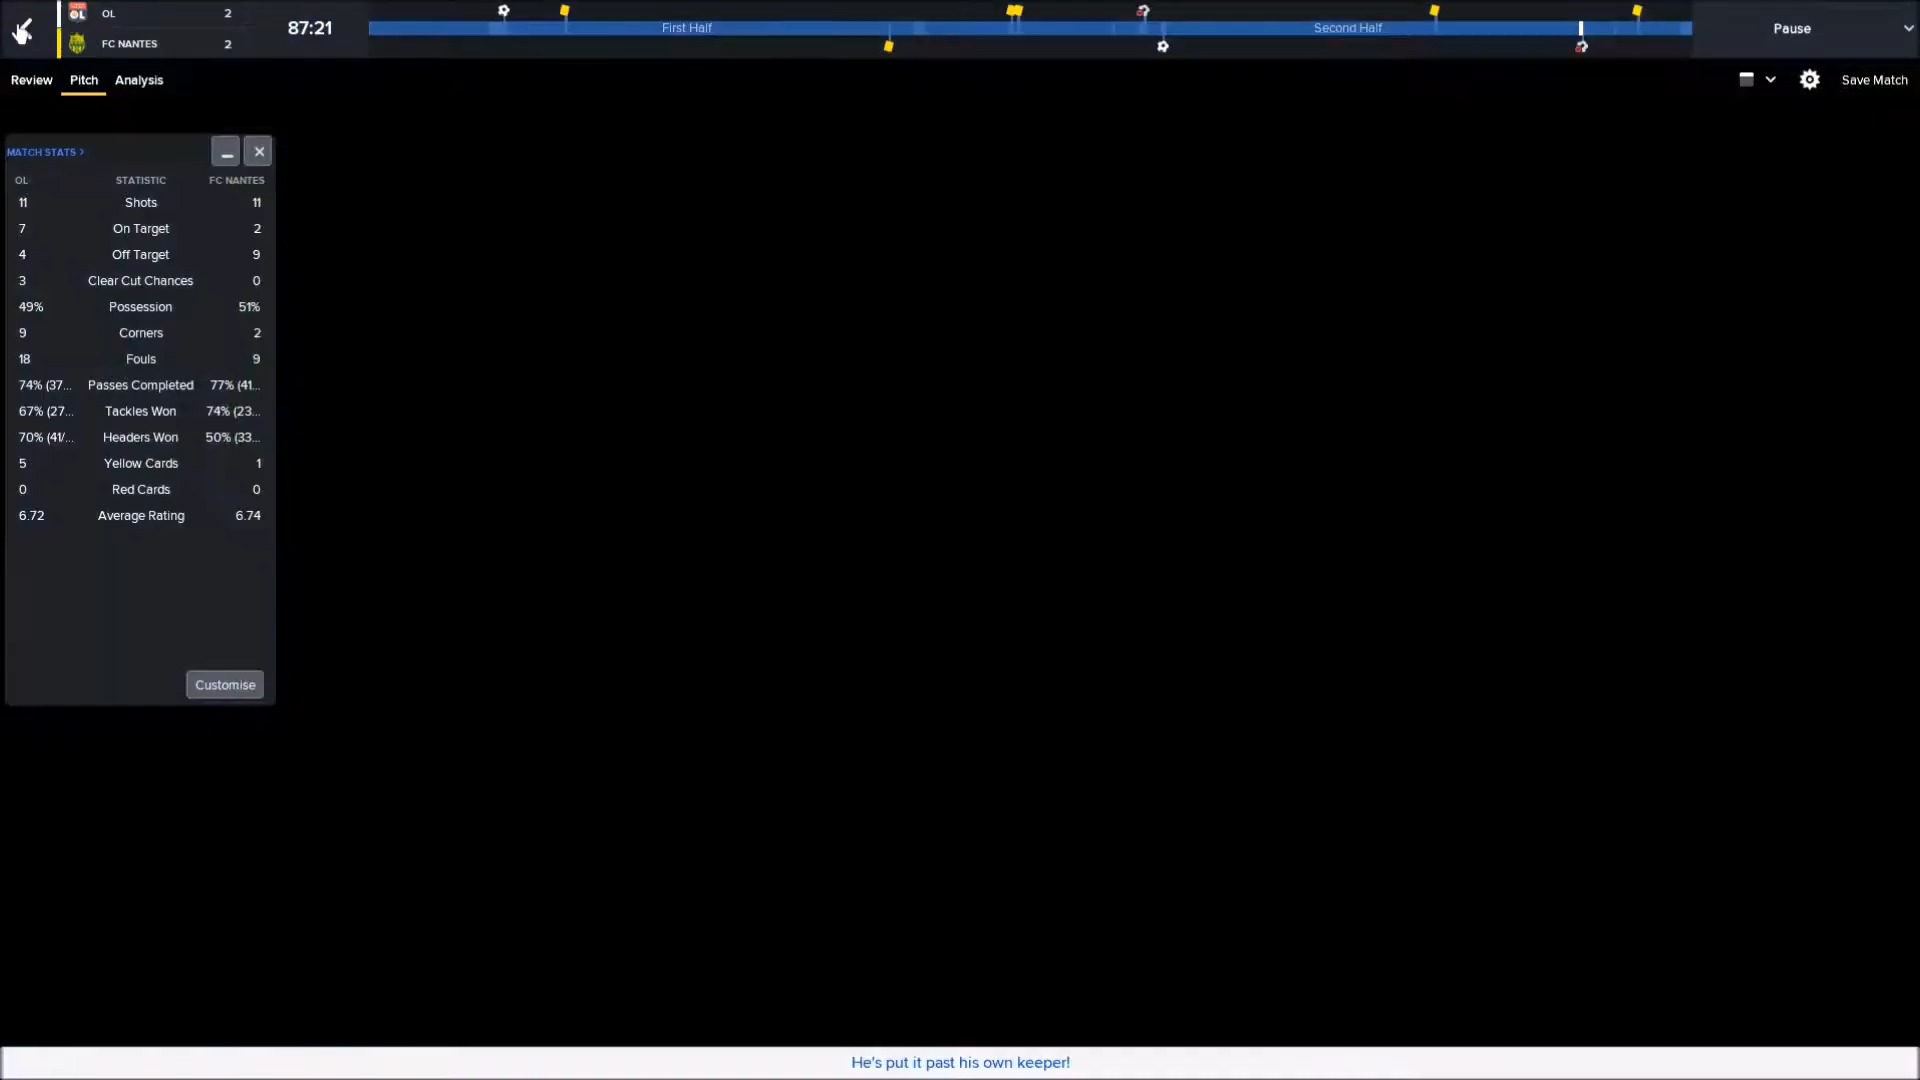 OL 2
87:21
FC NANTES 2
First Half
Second Half
Pause
Review Pitch Analysis
Save Match
MATCH STATS >
OL STATISTIC FC NANTES
11 Shots 11
7 On Target 2
4 Off Target 9
3 Clear Cut Chances 0
49% Possession 51%
9 Corners 2
18 Fouls 9
74% (37... Passes Completed 77% (41...
67% (27... Tackles Won 74% (23...
70% (41/... Headers Won 50% (33...
5 Yellow Cards 1
0 Red Cards 0
6.72 Average Rating 6.74
Customise
He's put it past his own keeper!